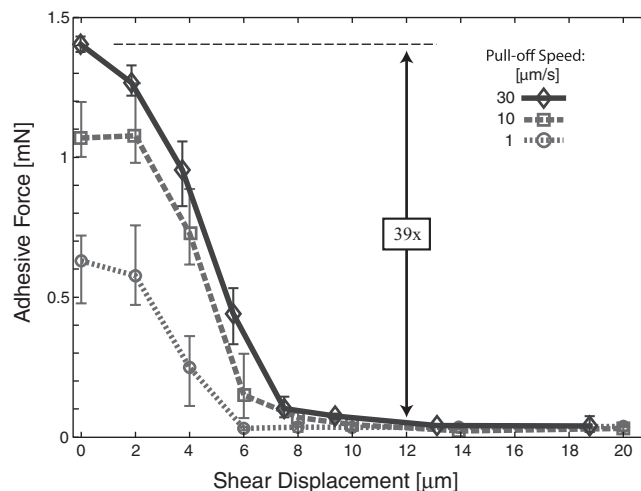 1.5
1
0.5
0
Adhesive Force [mN]
Pull-off Speed:
[μm/s]
30
10
1
39x
0 2 4 6 8 10 12 14 16 18 20
Shear Displacement [μm]